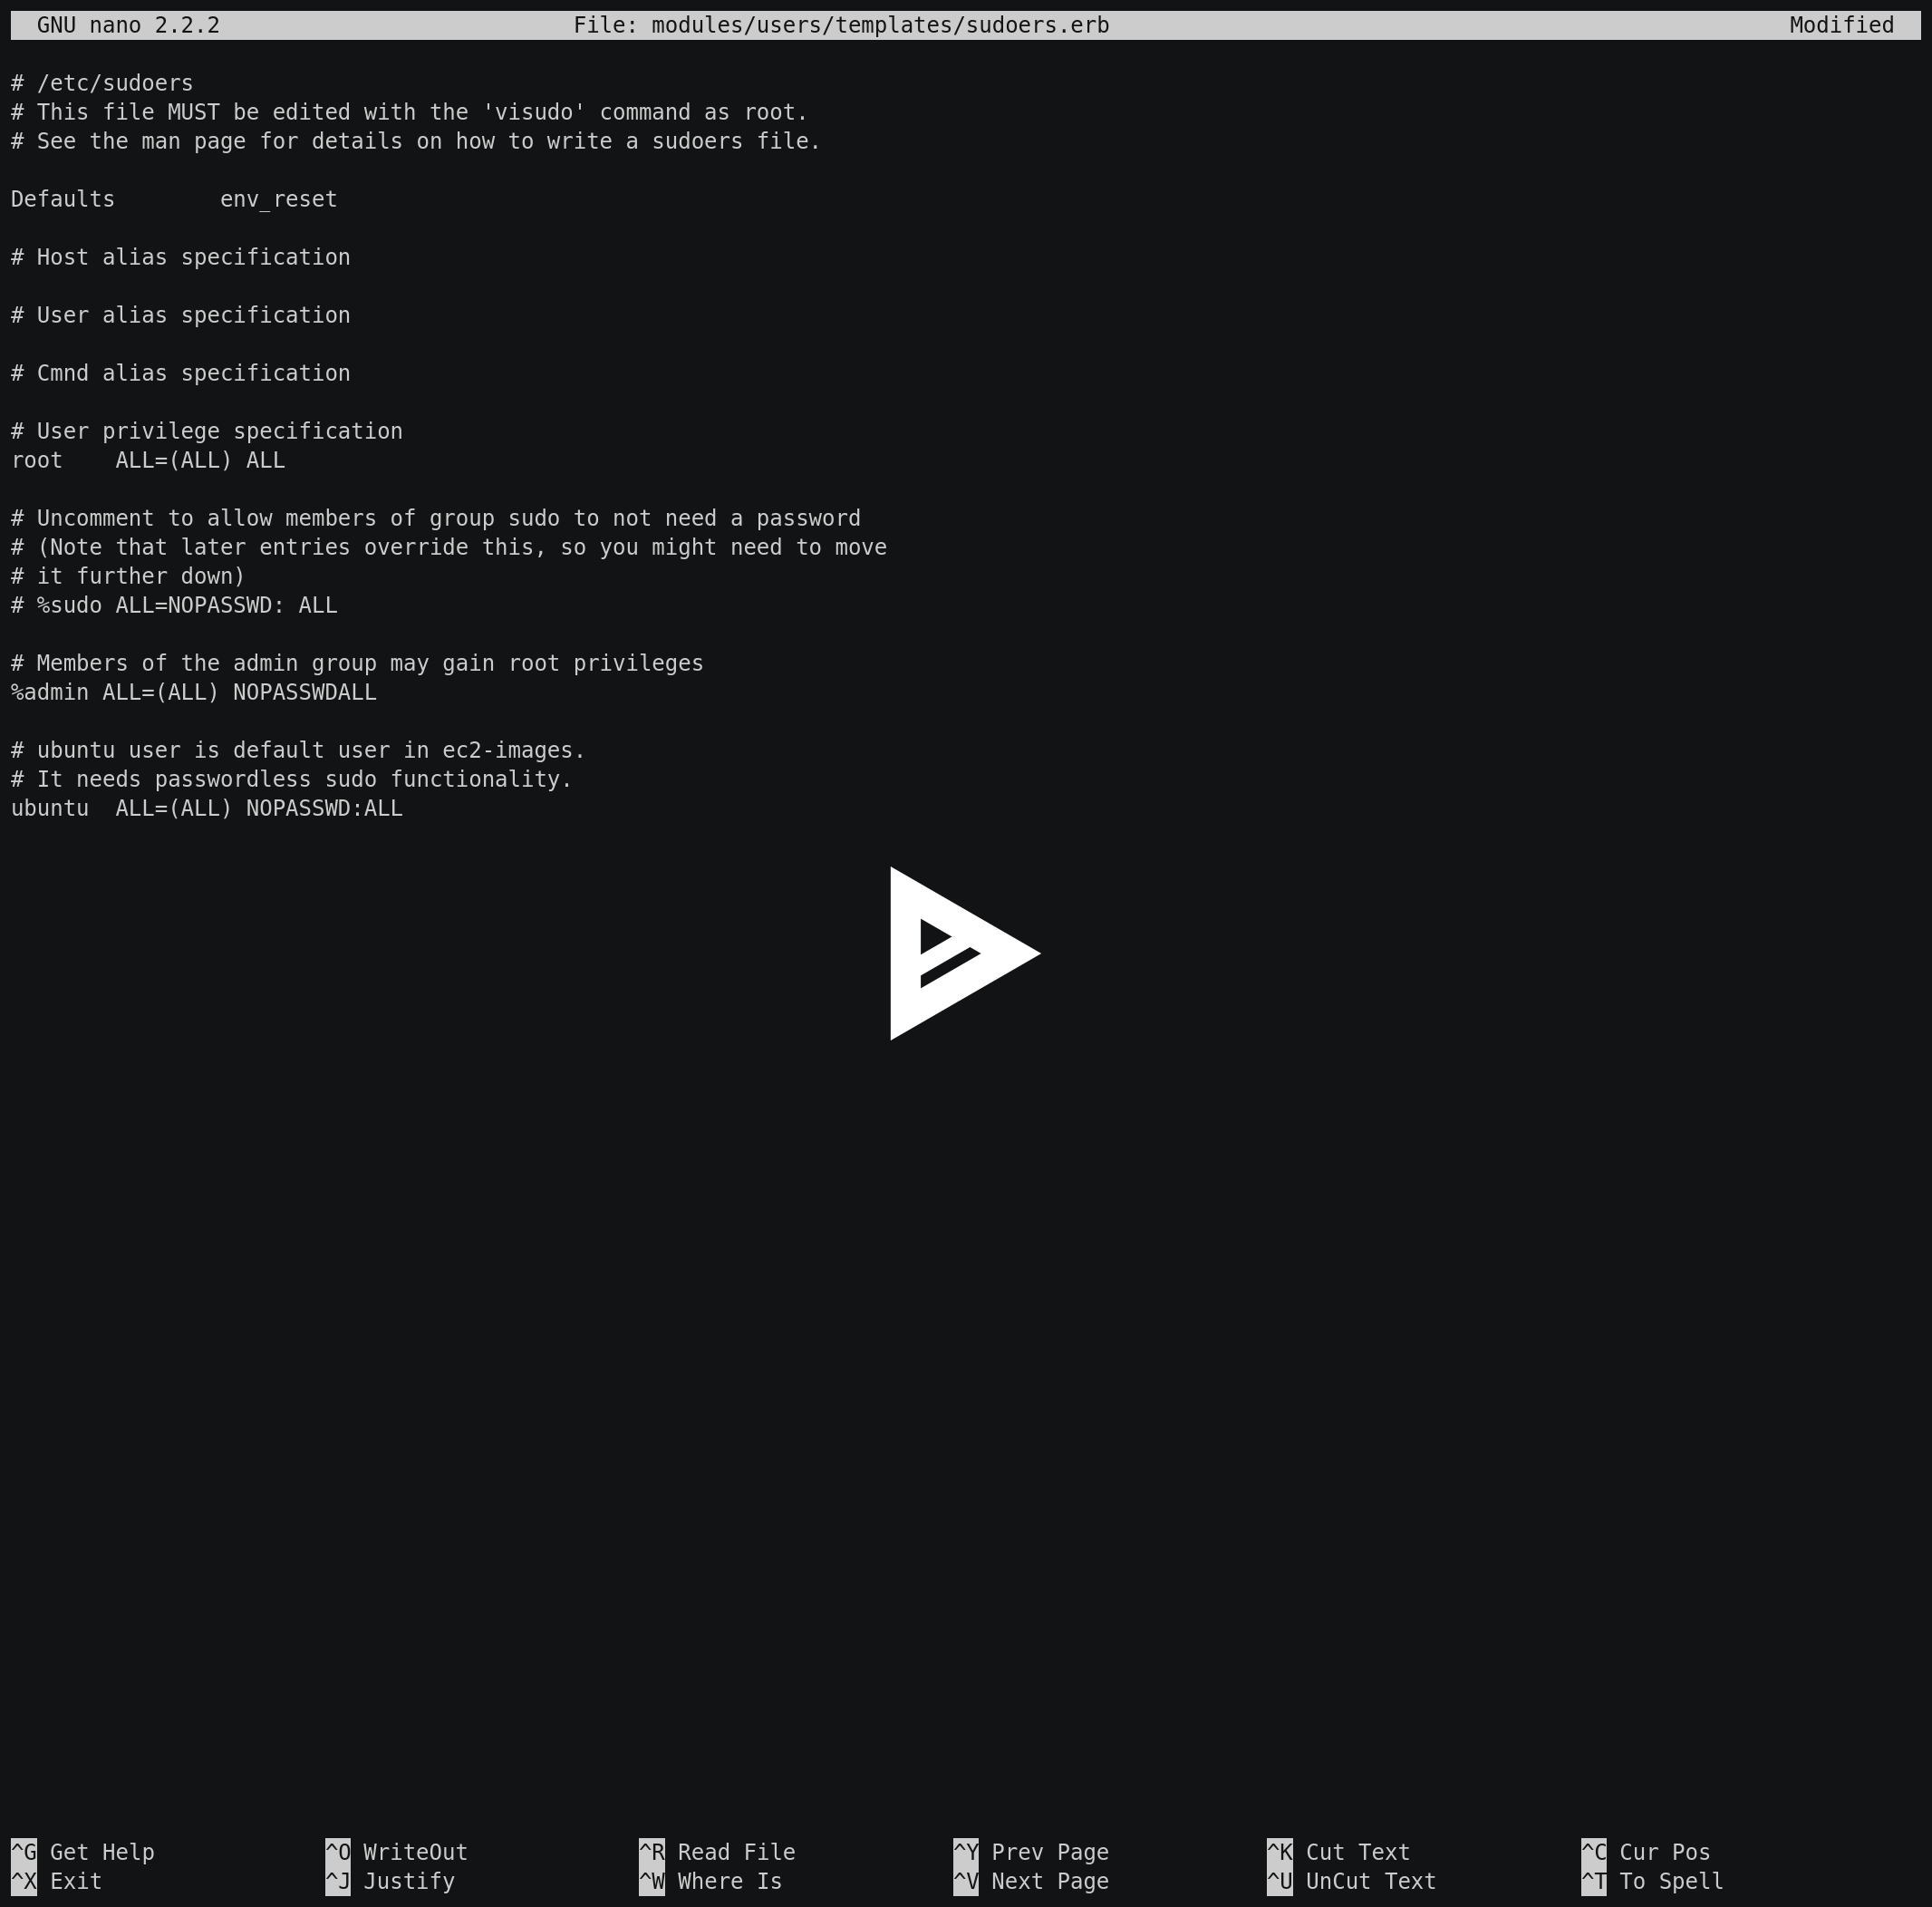 GNU nano 2.2.2 File: modules/users/templates/sudoers.erb Modified
# /etc/sudoers
# This file MUST be edited with the 'visudo' command as root.
# See the man page for details on how to write a sudoers file.
Defaults        env_reset
# Host alias specification
# User alias specification
# Cmnd alias specification
# User privilege specification
root    ALL=(ALL) ALL
# Uncomment to allow members of group sudo to not need a password
# (Note that later entries override this, so you might need to move
# it further down)
# %sudo ALL=NOPASSWD: ALL
# Members of the admin group may gain root privileges
%admin ALL=(ALL) NOPASSWDALL
# ubuntu user is default user in ec2-images.
# It needs passwordless sudo functionality.
ubuntu  ALL=(ALL) NOPASSWD:ALL
^G Get Help ^O WriteOut ^R Read File ^Y Prev Page ^K Cut Text ^C Cur Pos
^X Exit ^J Justify ^W Where Is ^V Next Page ^U UnCut Text ^T To Spell